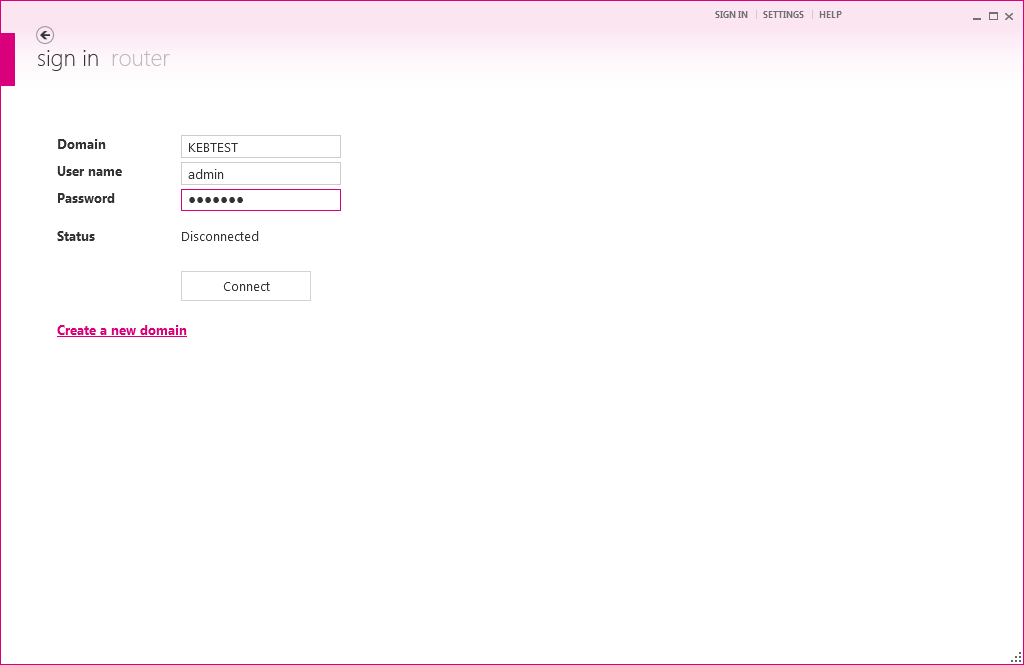 SIGN IN SETTINGS HELP
sign in router
Domain KEBTEST
User name admin
Password ●●●●●●●
Status Disconnected
Connect
Create a new domain